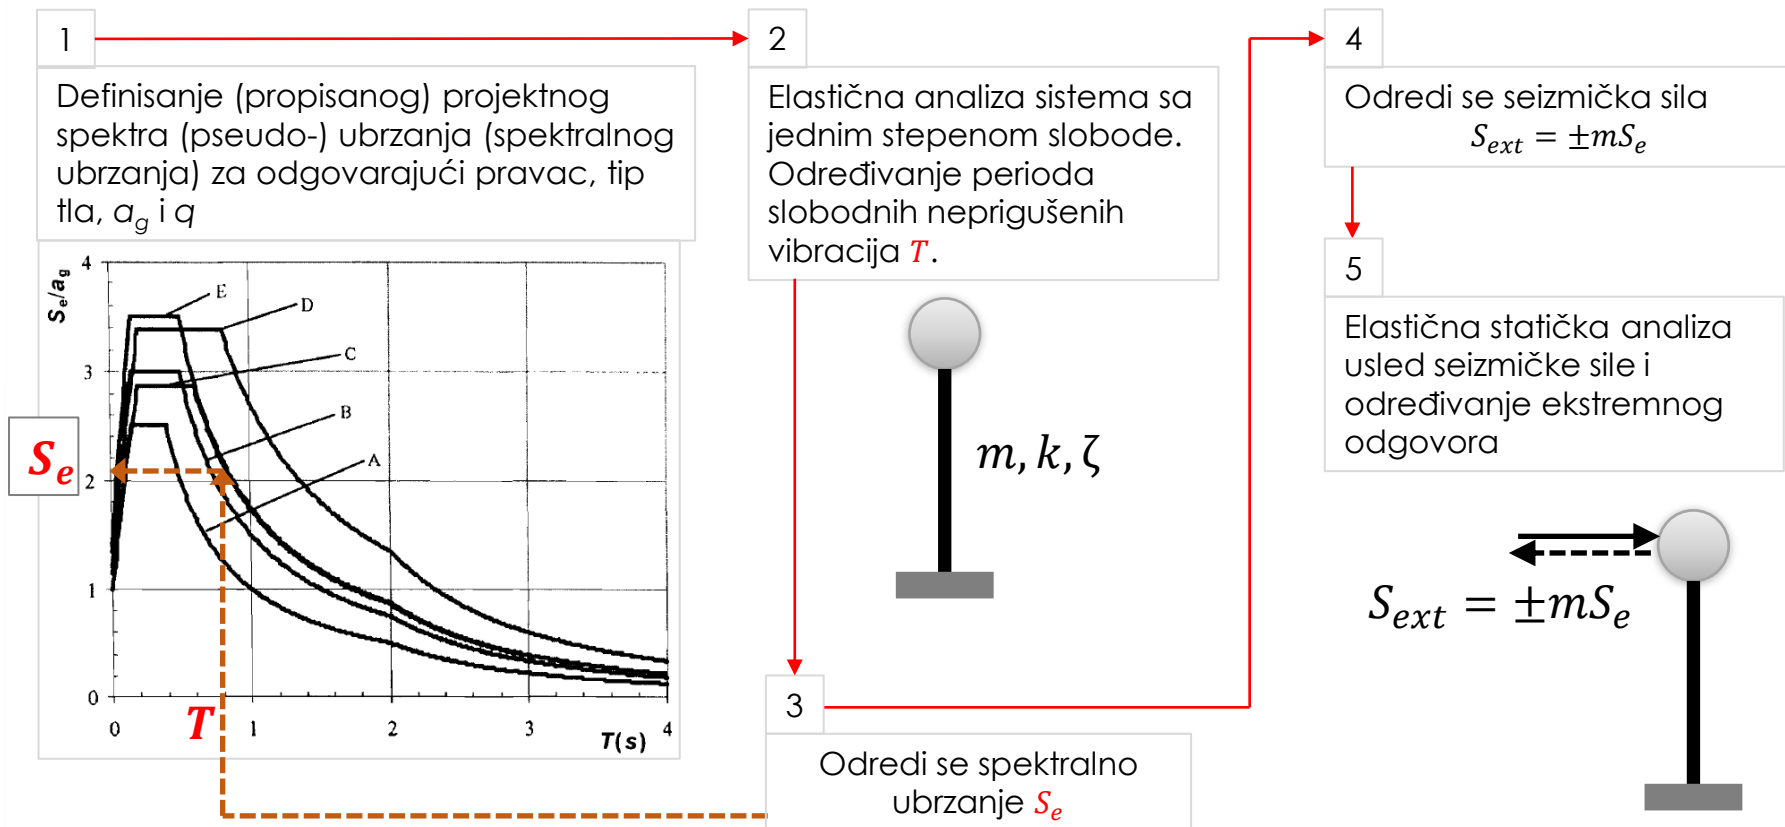 1
Definisanje (propisanog) projektnog
spektra (pseudo-) ubrzanja (spektralnog
ubrzanja) za odgovarajući pravac, tip
tla, a_g i q
S_e/a_g
4
3
2
1
0
E
D
C
B
A
S_e
T
0
1
2
3
4
T(s)
2
Elastična analiza sistema sa
jednim stepenom slobode.
Određivanje perioda
slobodnih neprigušenih
vibracija T.
m, k, ζ
3
Odredi se spektralno
ubrzanje S_e
4
Odredi se seizmička sila
S_ext = ±mS_e
5
Elastična statička analiza
usled seizmičke sile i
određivanje ekstremnog
odgovora
S_ext = ±mS_e